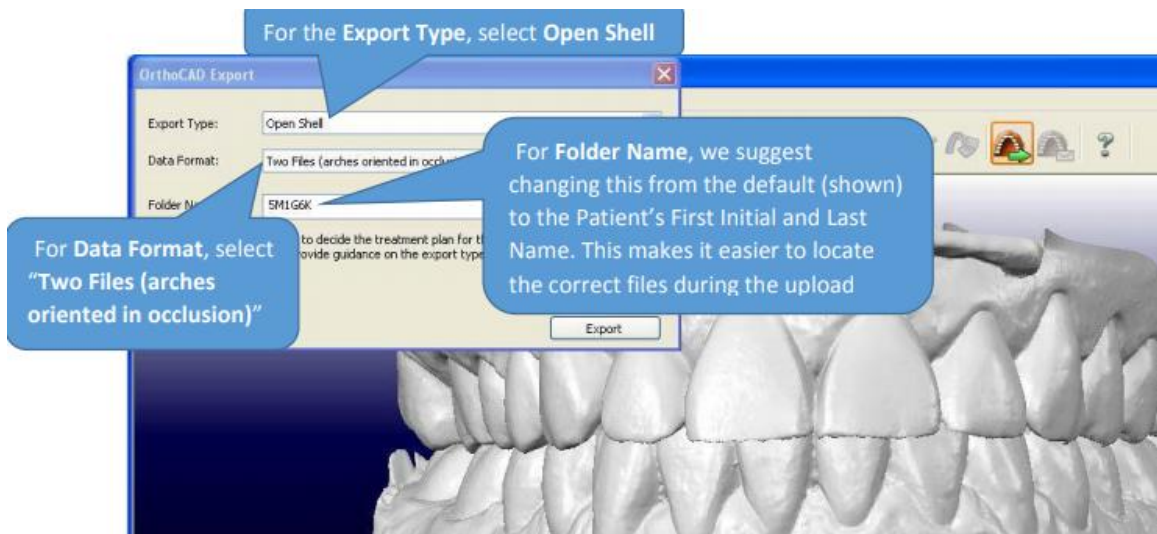 For the Export Type, select Open Shell
OrthoCAD Export
Export Type:
Open Shell
Data Format:
Two Files (arches oriented in
For Folder Name, we suggest
changing this from the default (shown)
to the Patient's First Initial and Last
Name. This makes it easier to locate
the correct files during the upload
Folder
5M1G6K
to decide the treatment plan for
provide guidance on the export type
For Data Format, select
"Two Files (arches
oriented in occlusion)"
Export
?